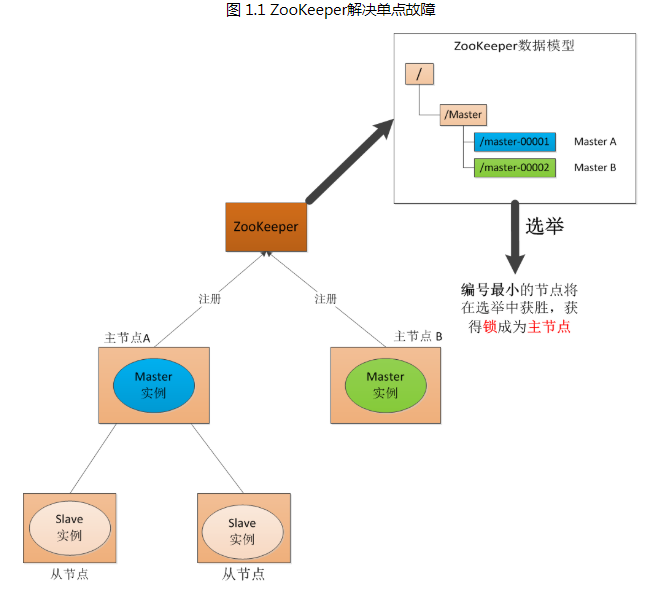 图 1.1 ZooKeeper解决单点故障
ZooKeeper数据模型
/
/Master
/master-00001 Master A
/master-00002 Master B
选举
编号最小的节点将
在选举中获胜，获
得锁成为主节点
ZooKeeper
注册 注册
主节点A 主节点 B
Master
实例
Master
实例
Slave
实例
Slave
实例
从节点 从节点